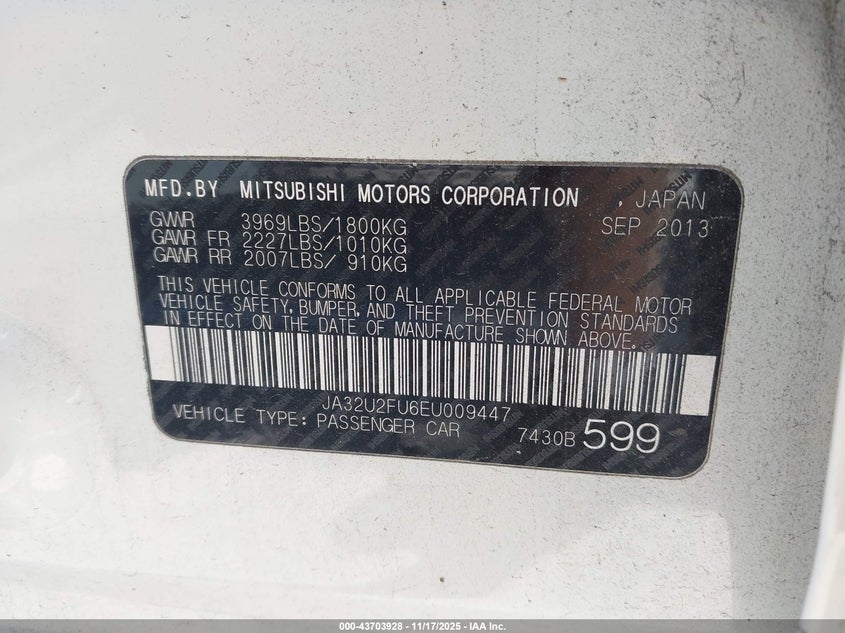 MFD.BY MITSUBISHI MOTORS CORPORATION , JAPAN
GVWR 3969LBS/1800KG SEP 2013
GAWR FR 2227LBS/1010KG
GAWR RR 2007LBS/ 910KG
THIS VEHICLE CONFORMS TO ALL APPLICABLE FEDERAL MOTOR
VEHICLE SAFETY, BUMPER, AND THEFT PREVENTION STANDARDS
IN EFFECT ON THE DATE OF MANUFACTURE SHOWN ABOVE.
JA32U2FU6EU009447
VEHICLE TYPE: PASSENGER CAR 7430B 599
000-43703928 - 11/17/2025 - IAA Inc.